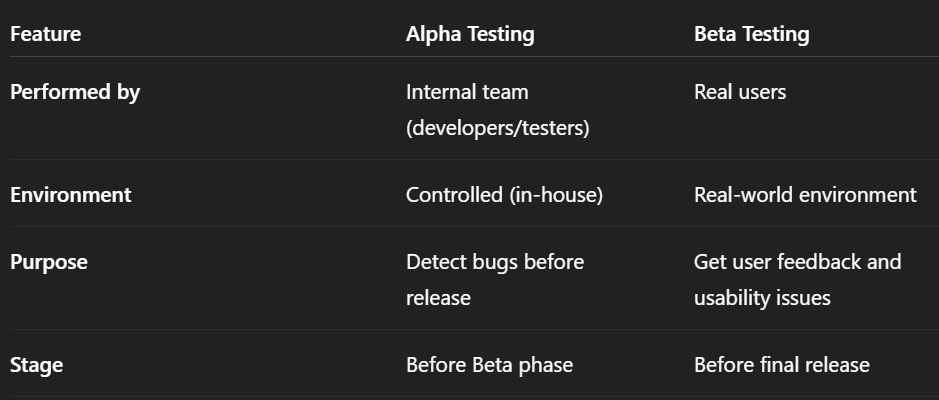 Feature Alpha Testing Beta Testing
Performed by Internal team Real users
(developers/testers)
Environment Controlled (in-house) Real-world environment
Purpose Detect bugs before Get user feedback and
release usability issues
Stage Before Beta phase Before final release